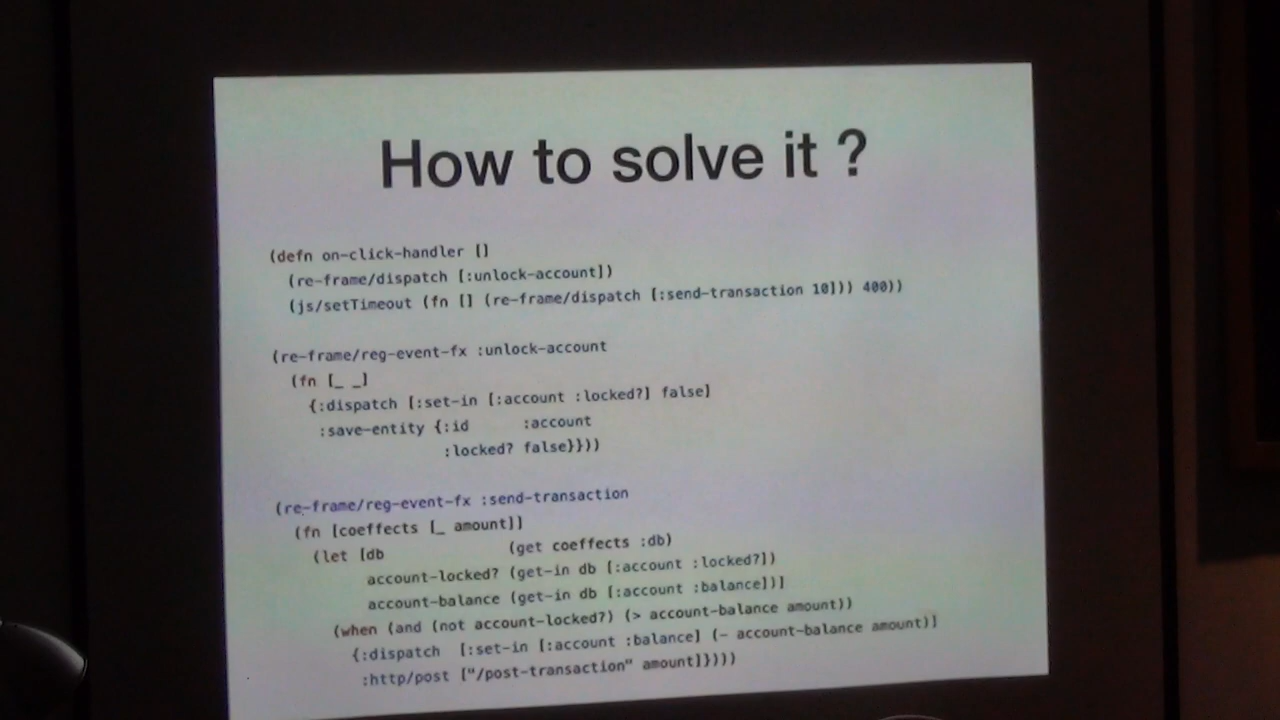 How to solve it ?
(defn on-click-handler []
  (re-frame/dispatch [:unlock-account])
  (js/setTimeout (fn [] (re-frame/dispatch [:send-transaction 10])) 400))
(re-frame/reg-event-fx :unlock-account
  (fn [_ _]
    {:dispatch [:set-in [:account :locked?] false]
     :save-entity {:id      :account
                   :locked? false}}))
(re-frame/reg-event-fx :send-transaction
  (fn [coeffects [_ amount]]
    (let [db              (get coeffects :db)
          account-locked? (get-in db [:account :locked?])
          account-balance (get-in db [:account :balance])]
      (when (and (not account-locked?) (> account-balance amount))
        {:dispatch  [:set-in [:account :balance] (- account-balance amount)]
         :http/post ["/post-transaction" amount]}))))